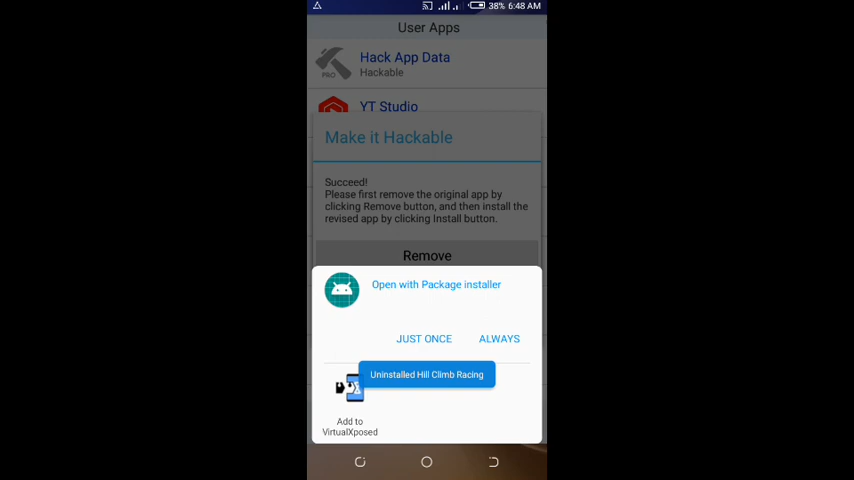 38% 6:48 AM
User Apps
Hack App Data
PRO
Hackable
YT Studio
Make it Hackable
Succeed!
Please first remove the original app by
clicking Remove button, and then install the
revised app by clicking Install button.
Remove
Open with Package installer
JUST ONCE
ALWAYS
Uninstalled Hill Climb Racing
Add to
VirtualXposed